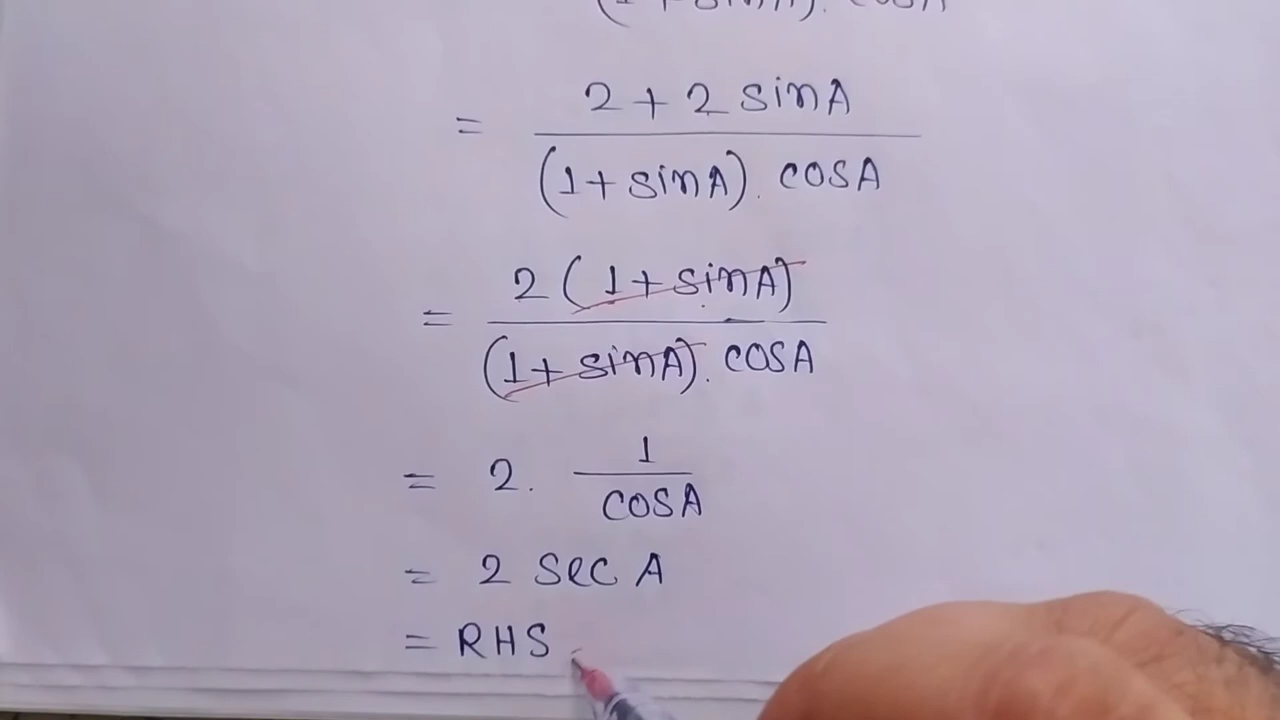 = 2 + 2 sinA / (1 + sinA). cosA
= 2 (1 + sinA) / (1 + sinA). cosA
= 2. 1 / cosA
= 2 sec A
= RHS